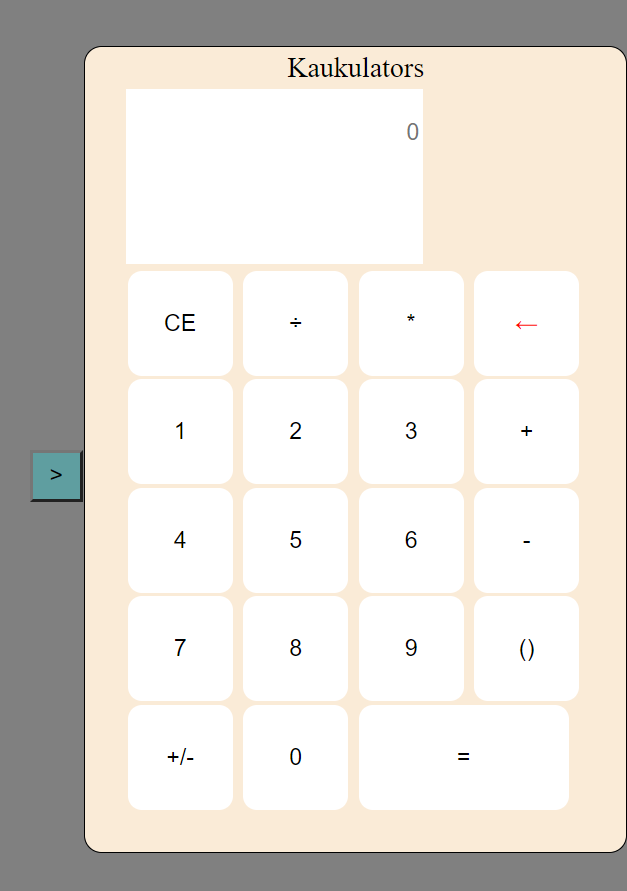 Kaukulators
0
CE ÷ * ←
1 2 3 +
> 
4 5 6 -
7 8 9 ()
+/- 0 =